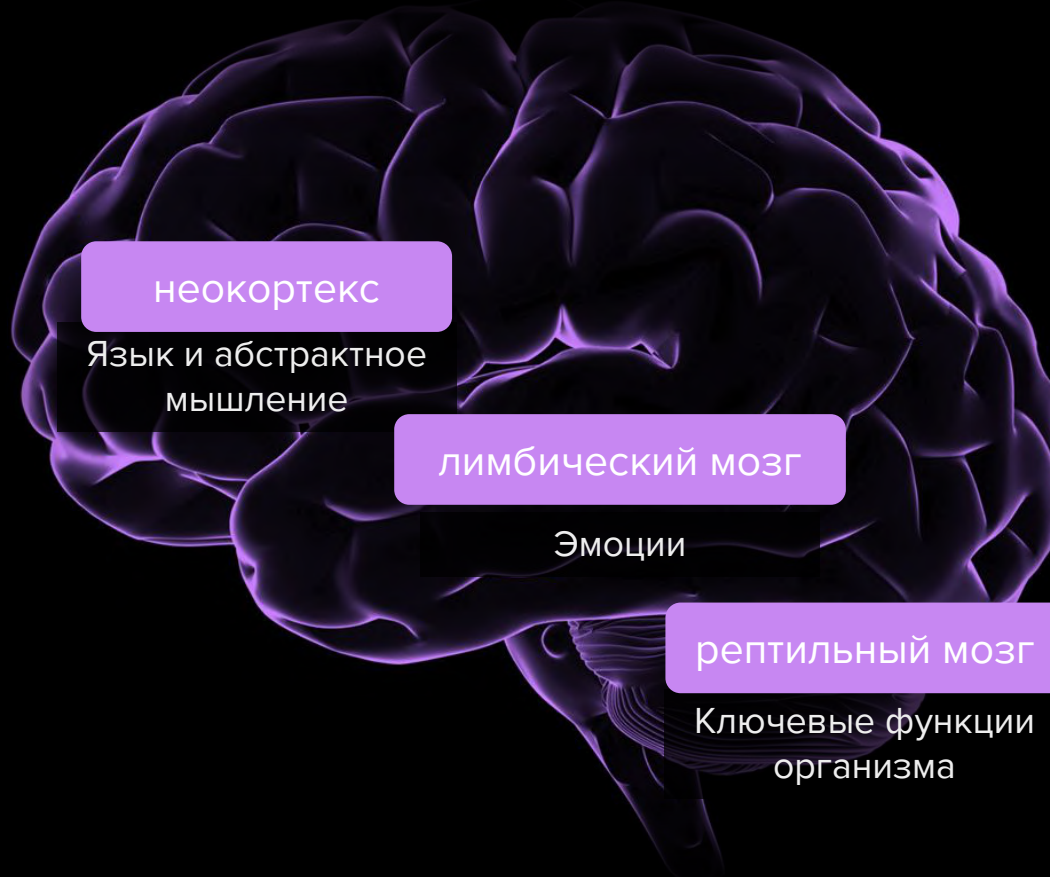 неокортекс
Язык и абстрактное
мышление
лимбический мозг
Эмоции
рептильный мозг
Ключевые функции
организма